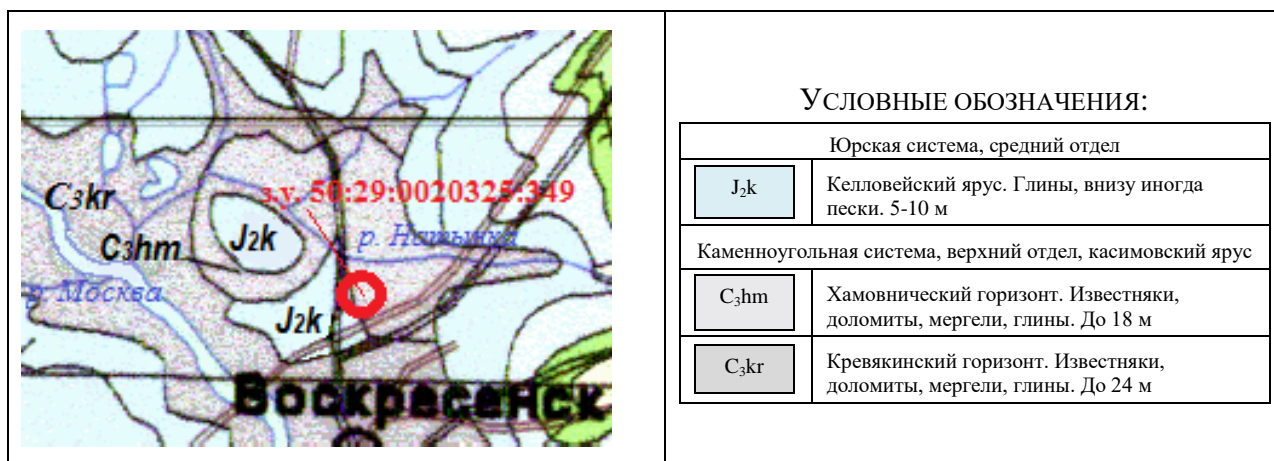 з.у. 50:29:0020325:349
C3kr
J2k
р. Натынка
C3hm
р. Москва
J2k
Воскресенск
УСЛОВНЫЕ ОБОЗНАЧЕНИЯ:
Юрская система, средний отдел
J2k
Келловейский ярус. Глины, внизу иногда
пески. 5-10 м
Каменноугольная система, верхний отдел, касимовский ярус
C3hm
Хамовнический горизонт. Известняки,
доломиты, мергели, глины. До 18 м
C3kr
Кревякинский горизонт. Известняки,
доломиты, мергели, глины. До 24 м